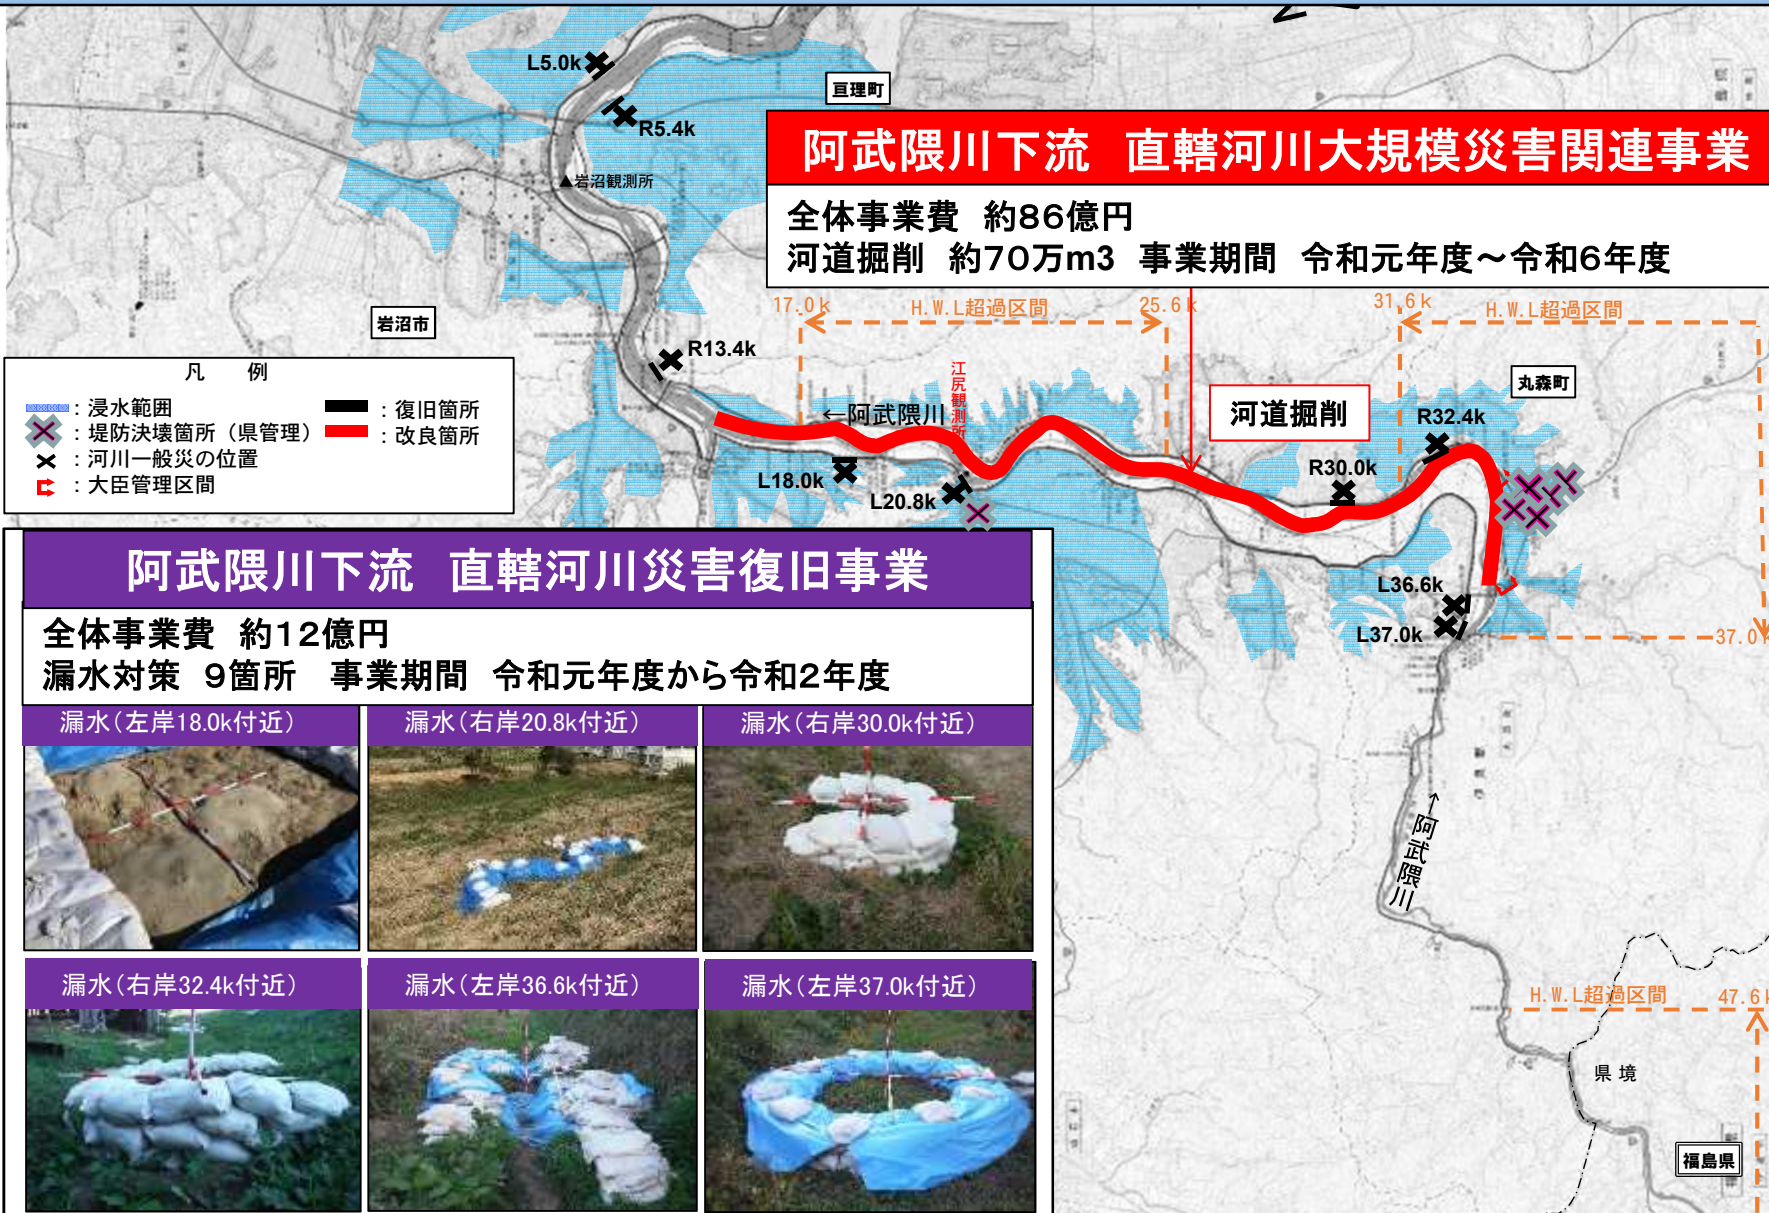 L5.0k
亘理町
R5.4k
▲岩沼観測所
阿武隈川下流　直轄河川大規模災害関連事業
全体事業費　約86億円
河道掘削　約70万m3　事業期間　令和元年度～令和6年度
岩沼市
17.0k
H.W.L超過区間
25.6k
31.6k
H.W.L超過区間
R13.4k
丸森町
凡　例
：浸水範囲
：復旧箇所
：堤防決壊箇所（県管理）
：改良箇所
：河川一般災の位置
：大臣管理区間
←阿武隈川
江尻観測所
河道掘削
R32.4k
R30.0k
L18.0k
L20.8k
L36.6k
L37.0k
37.0
阿武隈川下流　直轄河川災害復旧事業
全体事業費　約12億円
漏水対策　9箇所　事業期間　令和元年度から令和2年度
漏水（左岸18.0k付近）
漏水（右岸20.8k付近）
漏水（右岸30.0k付近）
漏水（右岸32.4k付近）
漏水（左岸36.6k付近）
漏水（左岸37.0k付近）
←阿武隈川
H.W.L超過区間
47.6k
県境
福島県